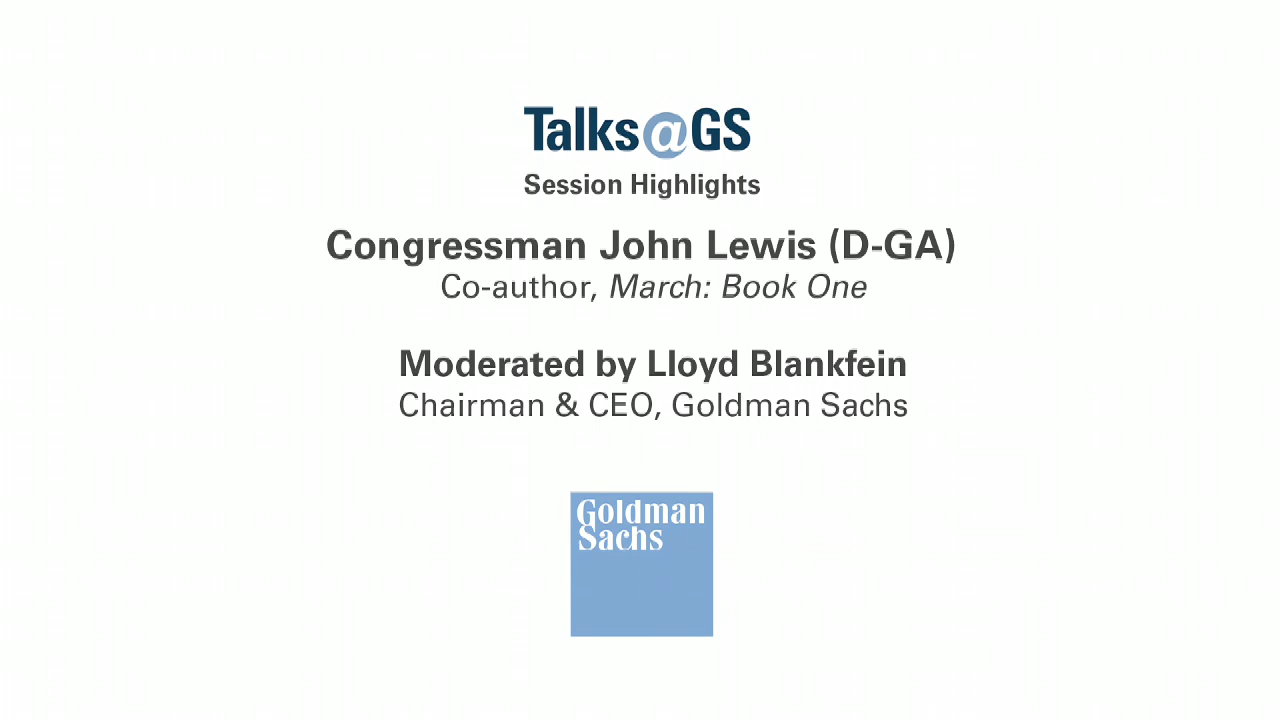 Talks@GS
Session Highlights
Congressman John Lewis (D-GA)
Co-author, March: Book One
Moderated by Lloyd Blankfein
Chairman & CEO, Goldman Sachs
Goldman
Sachs